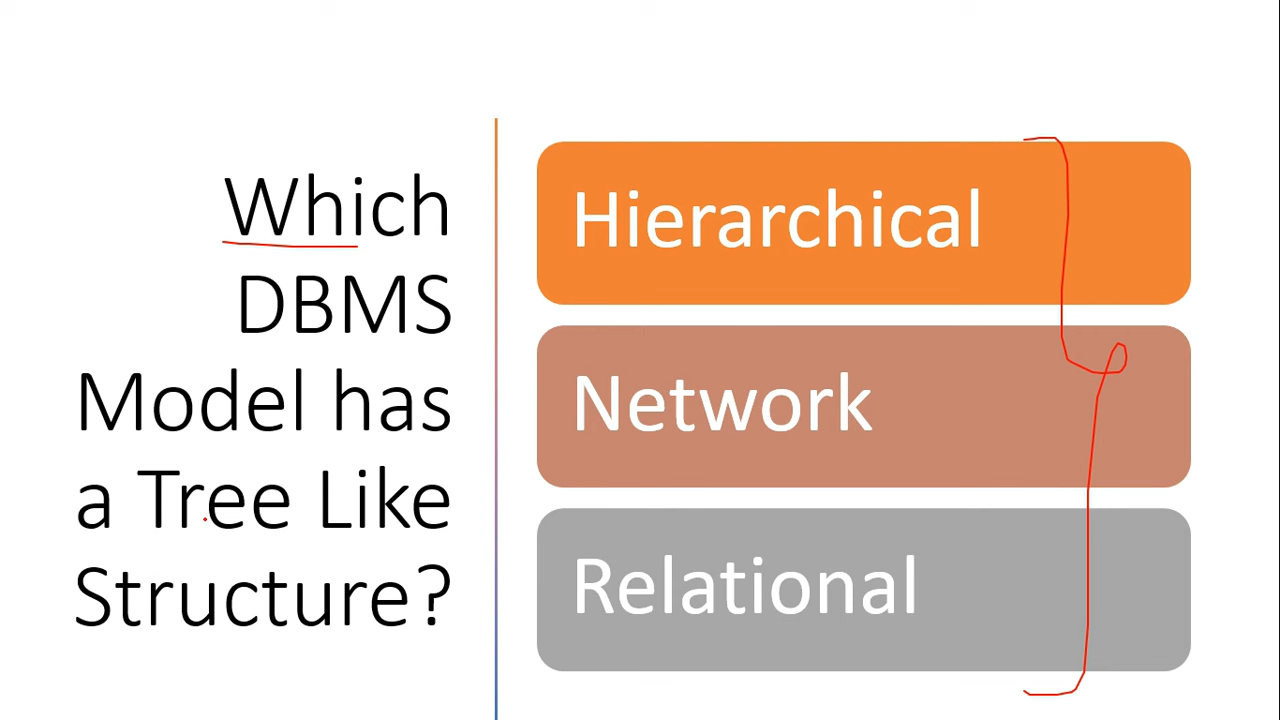 Which
DBMS
Model has
a Tree Like
Structure?
Hierarchical
Network
Relational